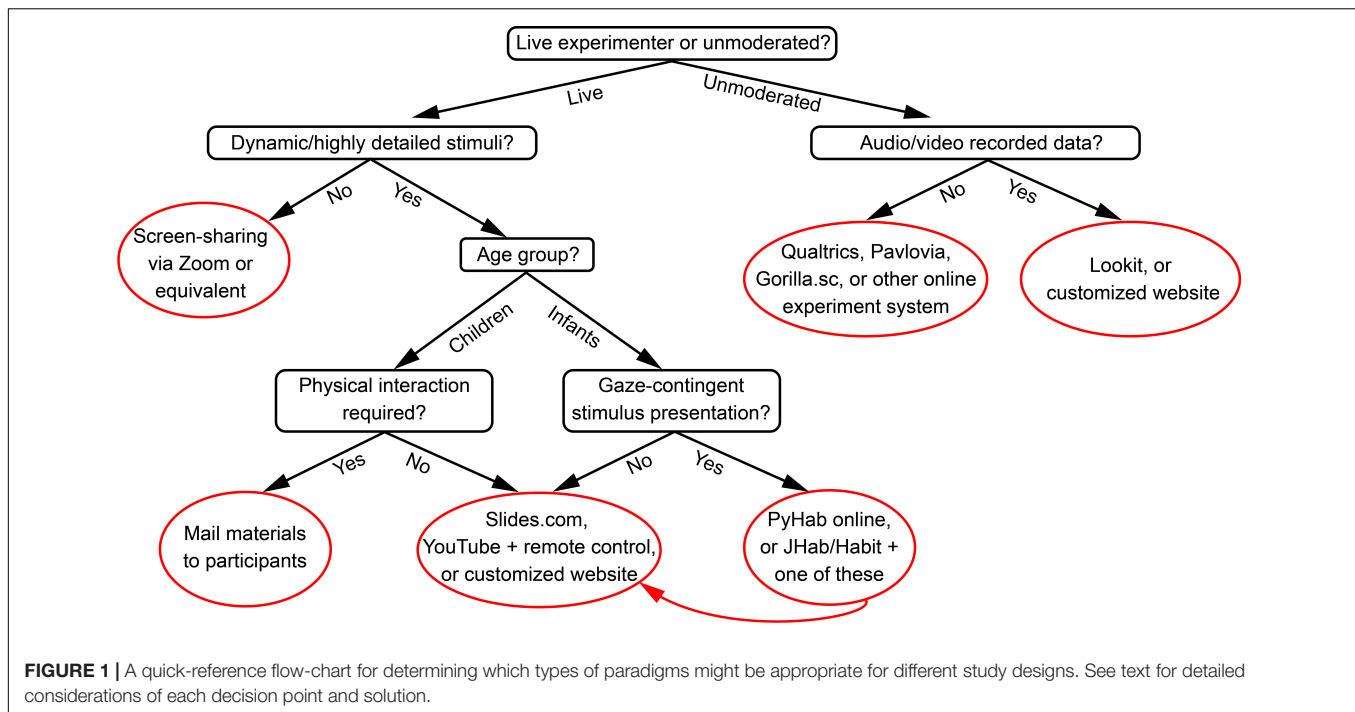 Live experimenter or unmoderated?
Live
Unmoderated
Dynamic/highly detailed stimuli?
Audio/video recorded data?
No
Yes
No
Yes
Screen-sharing
via Zoom or
equivalent
Age group?
Qualtrics, Pavlovia,
Gorilla.sc, or other online
experiment system
Lookit, or
customized website
Children
Infants
Physical interaction
required?
Gaze-contingent
stimulus presentation?
Yes
No
No
Yes
Mail materials
to participants
Slides.com,
YouTube + remote control,
or customized website
PyHab online,
or JHab/Habit +
one of these
FIGURE 1 | A quick-reference flow-chart for determining which types of paradigms might be appropriate for different study designs. See text for detailed
considerations of each decision point and solution.